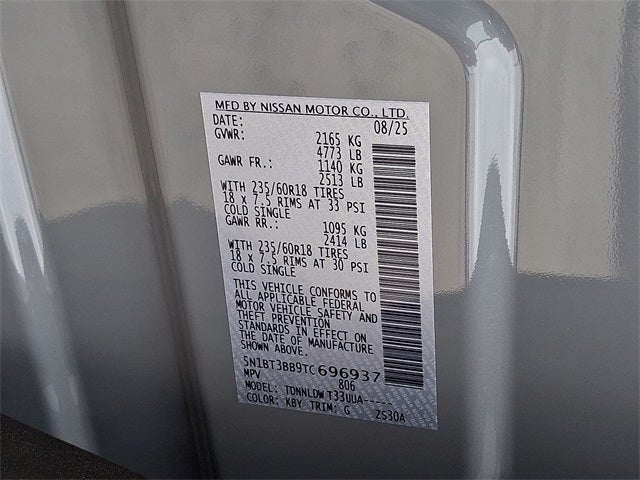 MFD BY NISSAN MOTOR CO., LTD.
DATE: 08/25
GVWR: 2165 KG
4773 LB
GAWR FR.: 1140 KG
2513 LB
WITH 235/60R18 TIRES
18 x 7.5 RIMS AT 33 PSI
COLD SINGLE
GAWR RR.: 1095 KG
2414 LB
WITH 235/60R18 TIRES
18 x 7.5 RIMS AT 30 PSI
COLD SINGLE
THIS VEHICLE CONFORMS TO
ALL APPLICABLE FEDERAL
MOTOR VEHICLE SAFETY AND
THEFT PREVENTION
STANDARDS IN EFFECT ON
THE DATE OF MANUFACTURE
SHOWN ABOVE.
5N1BT3BB9TC696937
MPV 806
MODEL: TDNNLDW T33UUA-----
COLOR: KBY TRIM: G ZS30A